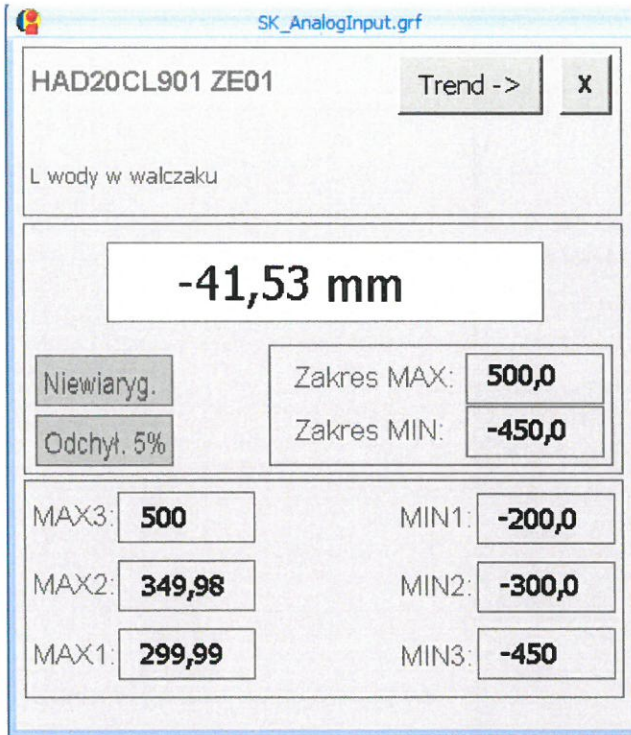 SK_AnalogInput.grf
HAD20CL901 ZE01
Trend -> X
L wody w walczaku
-41,53 mm
Niewiaryg.
Zakres MAX: 500,0
Odchył. 5%
Zakres MIN: -450,0
MAX3: 500 MIN1: -200,0
MAX2: 349,98 MIN2: -300,0
MAX1: 299,99 MIN3: -450